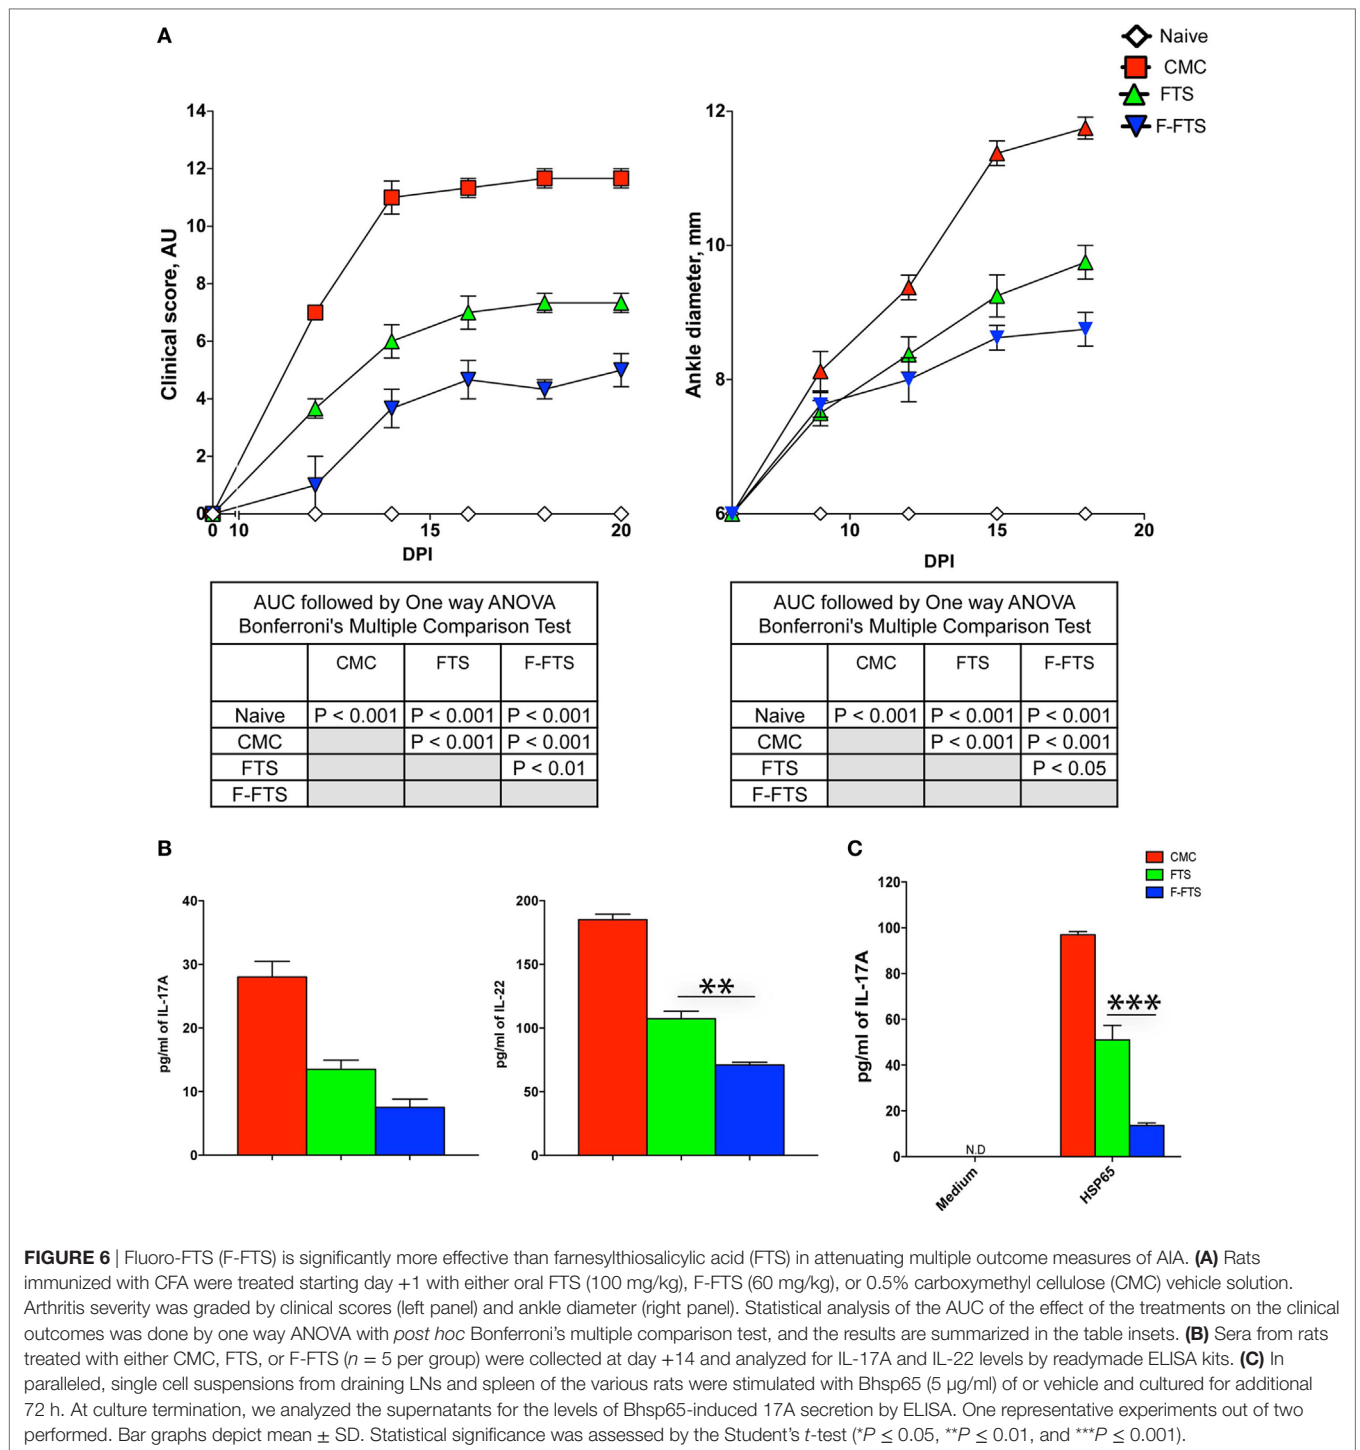 A
Naive
CMC
FTS
F-FTS
14
12
10
8
6
4
2
0
Clinical score, AU
0 10 15 20
DPI
12
10
8
6
Ankle diameter, mm
10 15 20
DPI
AUC followed by One way ANOVA
Bonferroni's Multiple Comparison Test
CMC FTS F-FTS
Naive P < 0.001 P < 0.001 P < 0.001
CMC P < 0.001 P < 0.001
FTS P < 0.01
F-FTS
AUC followed by One way ANOVA
Bonferroni's Multiple Comparison Test
CMC FTS F-FTS
Naive P < 0.001 P < 0.001 P < 0.001
CMC P < 0.001 P < 0.001
FTS P < 0.05
F-FTS
B
40
30
20
10
0
pg/ml of IL-17A
200
150
100
50
0
pg/ml of IL-22
**
C
CMC
FTS
F-FTS
120
100
80
60
40
20
0
pg/ml of IL-17A
***
N.D
Medium
HSP65
FIGURE 6 | Fluoro-FTS (F-FTS) is significantly more effective than farnesylthiosalicylic acid (FTS) in attenuating multiple outcome measures of AIA. (A) Rats
immunized with CFA were treated starting day +1 with either oral FTS (100 mg/kg), F-FTS (60 mg/kg), or 0.5% carboxymethyl cellulose (CMC) vehicle solution.
Arthritis severity was graded by clinical scores (left panel) and ankle diameter (right panel). Statistical analysis of the AUC of the effect of the treatments on the clinical
outcomes was done by one way ANOVA with post hoc Bonferroni's multiple comparison test, and the results are summarized in the table insets. (B) Sera from rats
treated with either CMC, FTS, or F-FTS (n = 5 per group) were collected at day +14 and analyzed for IL-17A and IL-22 levels by readymade ELISA kits. (C) In
paralleled, single cell suspensions from draining LNs and spleen of the various rats were stimulated with Bhsp65 (5 μg/ml) of or vehicle and cultured for additional
72 h. At culture termination, we analyzed the supernatants for the levels of Bhsp65-induced 17A secretion by ELISA. One representative experiments out of two
performed. Bar graphs depict mean ± SD. Statistical significance was assessed by the Student's t-test (*P ≤ 0.05, **P ≤ 0.01, and ***P ≤ 0.001).